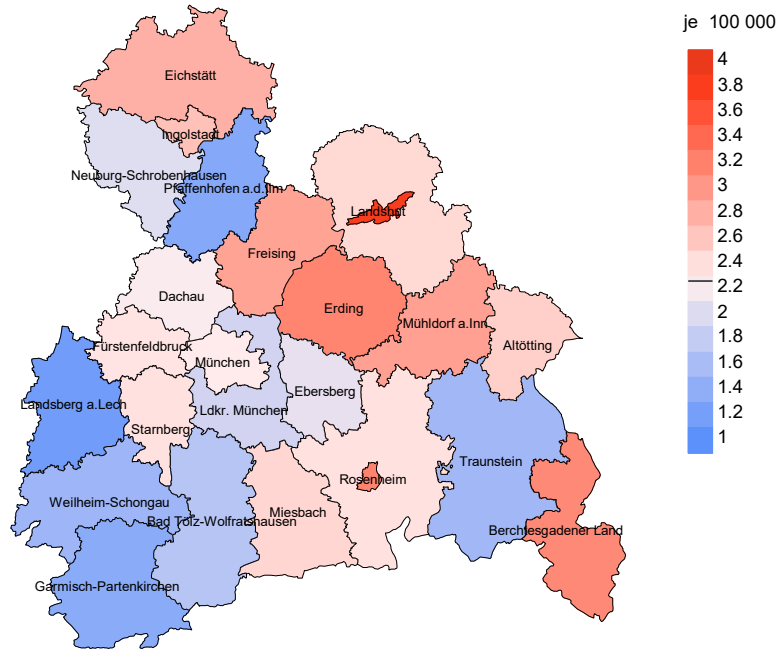 je 100 000
4
3.8
3.6
3.4
3.2
3
2.8
2.6
2.4
2.2
2
1.8
1.6
1.4
1.2
1
Eichstätt
Ingolstadt
Neuburg-Schrobenhausen
Pfaffenhofen a.d.Ilm
Landshut
Freising
Dachau
Erding
Mühldorf a.Inn
Altötting
Fürstenfeldbruck
München
Ebersberg
Landsberg a.Lech
Ldkr. München
Starnberg
Traunstein
Rosenheim
Weilheim-Schongau
Miesbach
Bad Tölz-Wolfratshausen
Berchtesgadener Land
Garmisch-Partenkirchen